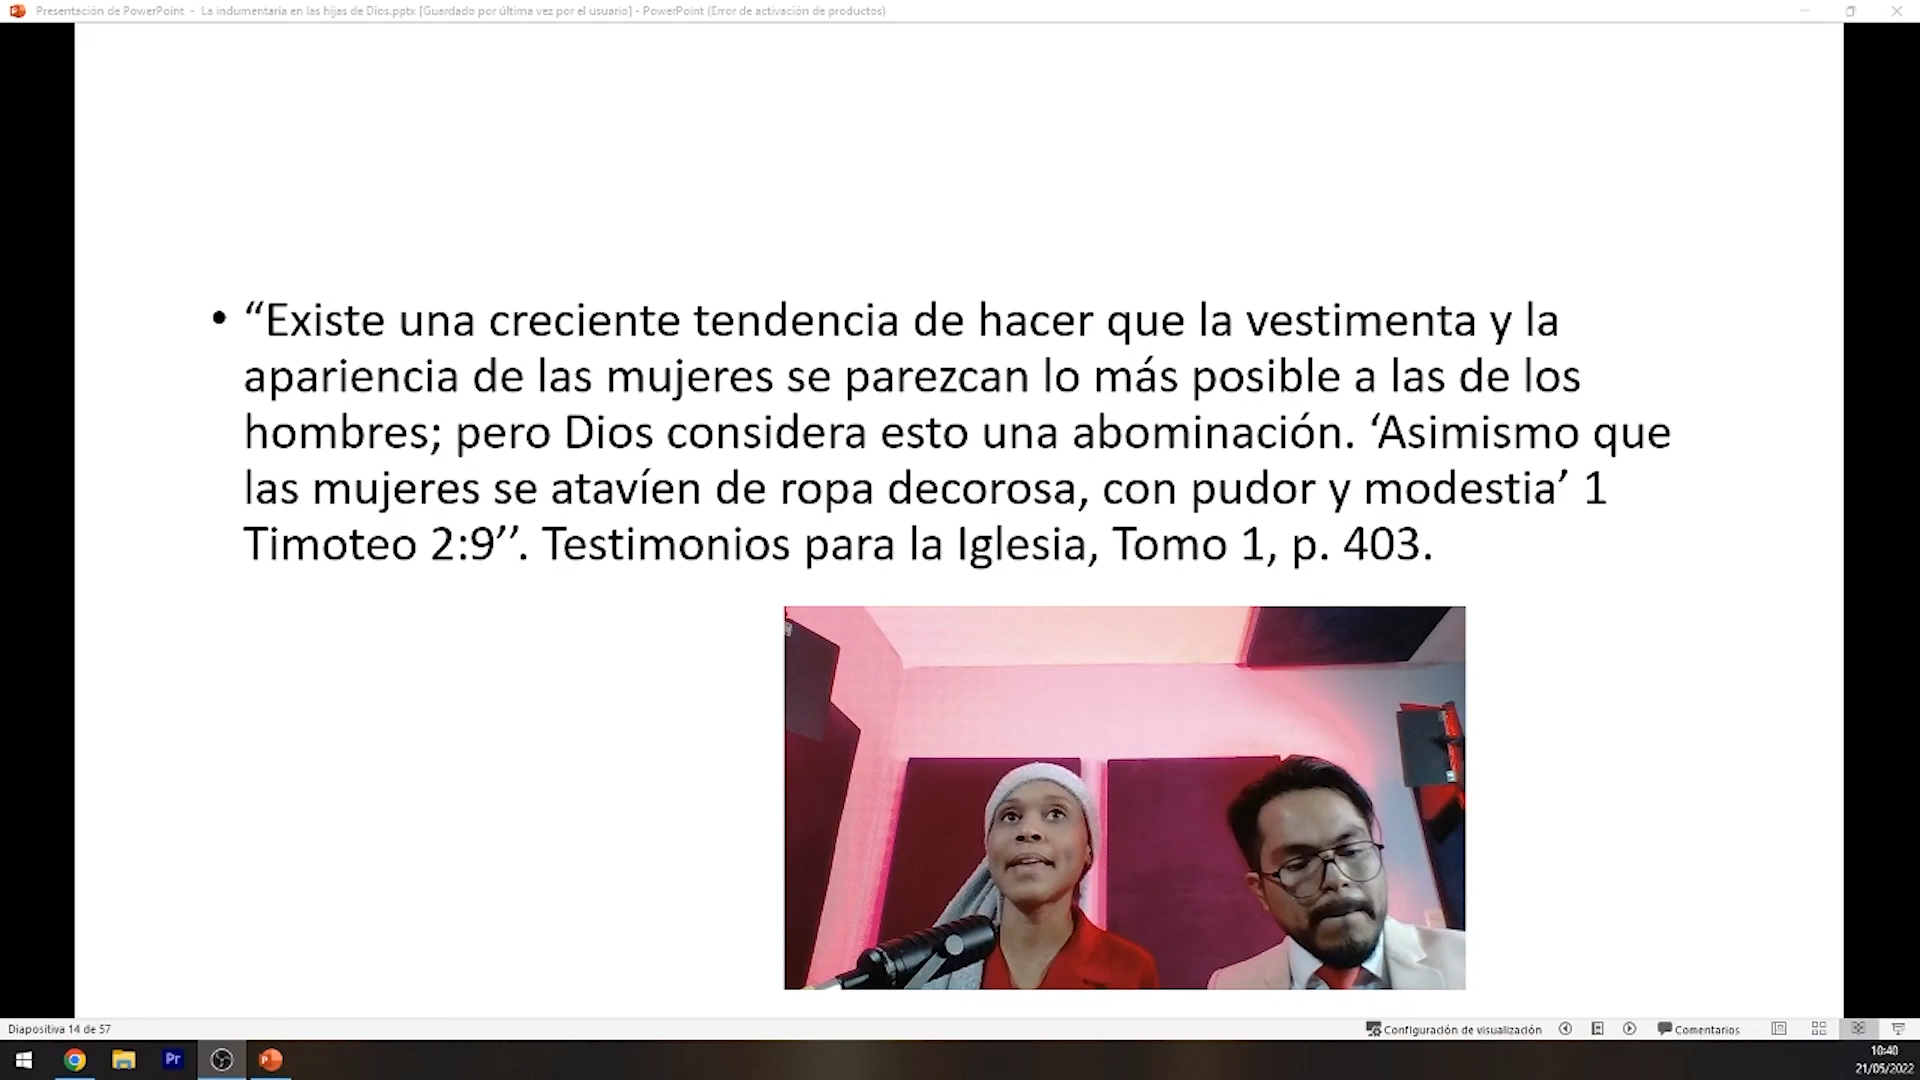 Presentación de PowerPoint - La indumentaria en las hijas de Dios.pptx [Guardado por última vez por el usuario] - PowerPoint (Error de activación de productos)
• “Existe una creciente tendencia de hacer que la vestimenta y la
apariencia de las mujeres se parezcan lo más posible a las de los
hombres; pero Dios considera esto una abominación. ‘Asimismo que
las mujeres se atavíen de ropa decorosa, con pudor y modestia’ 1
Timoteo 2:9’’. Testimonios para la Iglesia, Tomo 1, p. 403.
Diapositiva 14 de 57
Configuración de visualización
Comentarios
Pr
10:40
21/05/2022